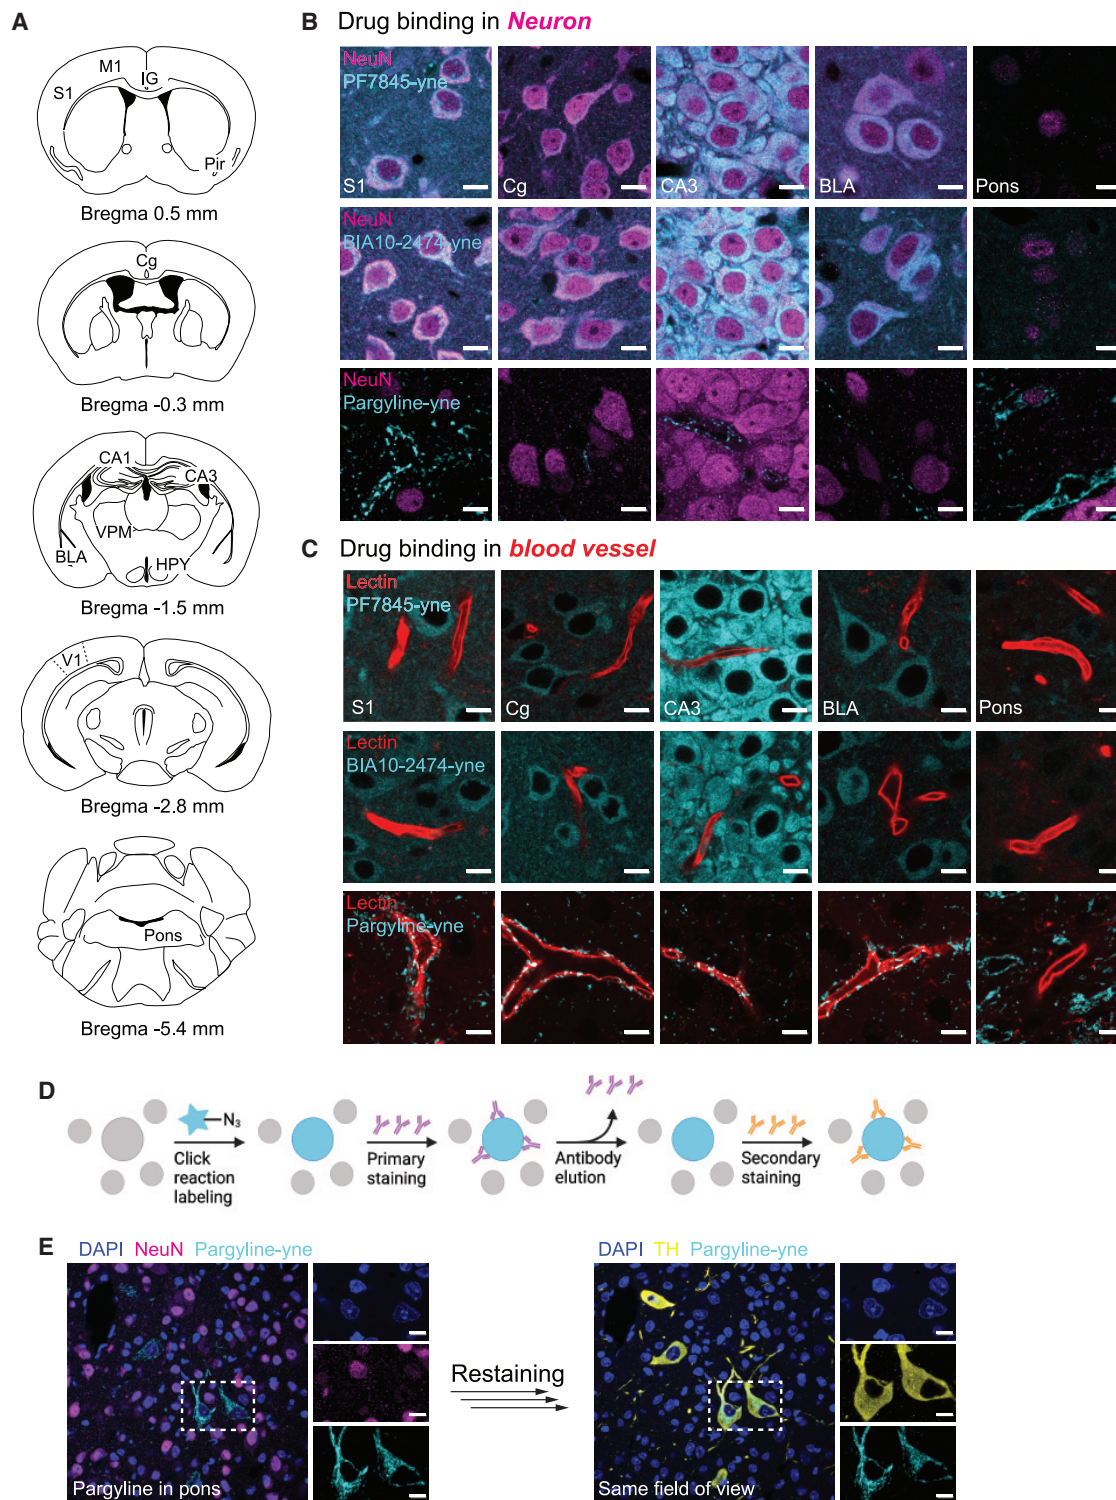 A
M1
IG
S1
Pir
Bregma 0.5 mm
Cg
Bregma -0.3 mm
CA1
CA3
VPM
BLA
HPY
Bregma -1.5 mm
V1
Bregma -2.8 mm
Pons
Bregma -5.4 mm
B Drug binding in Neuron
NeuN
PF7845-yne
S1
Cg
CA3
BLA
Pons
NeuN
BIA10-2474-yne
NeuN
Pargyline-yne
C Drug binding in blood vessel
Lectin
PF7845-yne
S1
Cg
CA3
BLA
Pons
Lectin
BIA10-2474-yne
Lectin
Pargyline-yne
D
N3
Click
reaction
labeling
Primary
staining
Antibody
elution
Secondary
staining
E
DAPI NeuN Pargyline-yne
Pargyline in pons
Restaining
DAPI TH Pargyline-yne
Same field of view